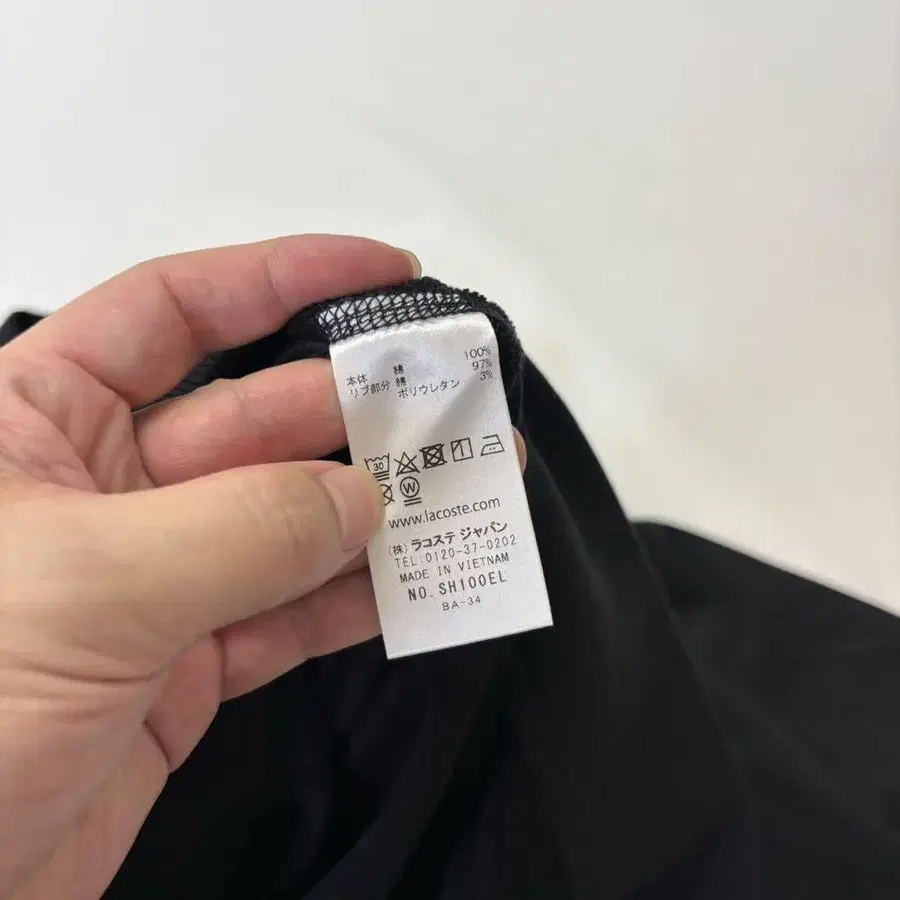 本体 綿 100%
リブ部分 綿 97%
ポリウレタン 3%
30
W
www.lacoste.com
(株) ラコステ ジャパン
TEL:0120-37-0202
MADE IN VIETNAM
NO. SH100EL
BA-34